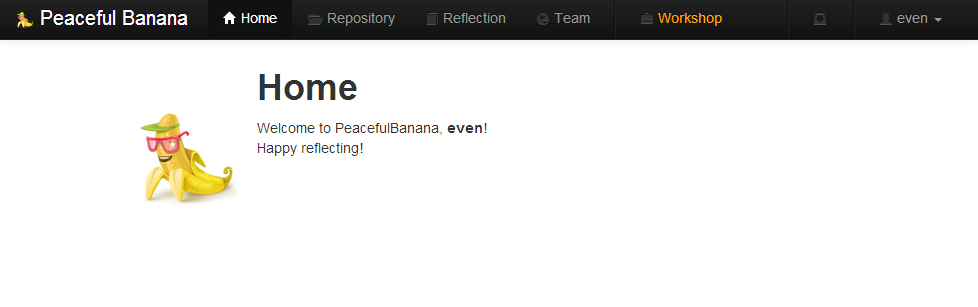 Peaceful Banana Home Repository Reflection Team Workshop even
Home
Welcome to PeacefulBanana, even!
Happy reflecting!